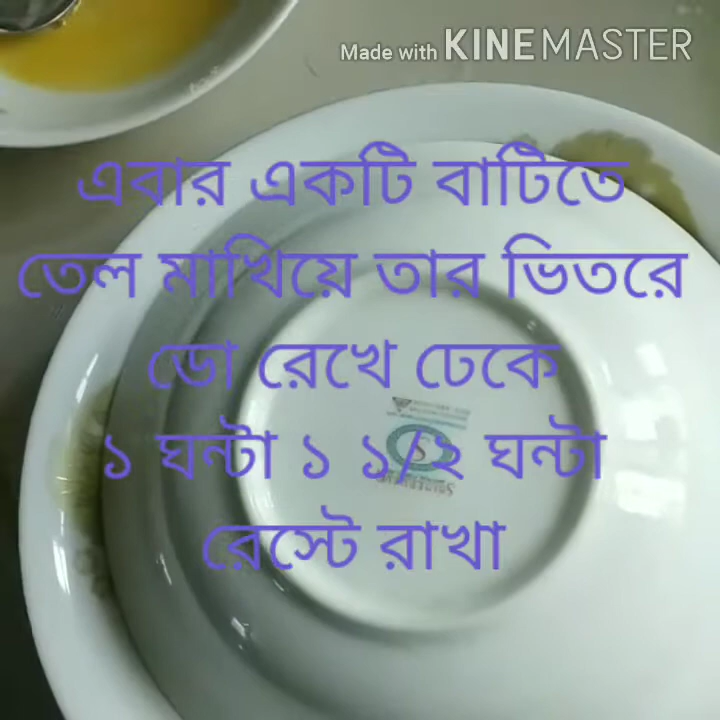 Made with KINEMASTER
এবার একটি বাটিতে
তেল মাখিয়ে তার ভিতরে
ডো রেখে ঢেকে
১ ঘন্টা ১ ১/২ ঘন্টা
রেস্টে রাখা